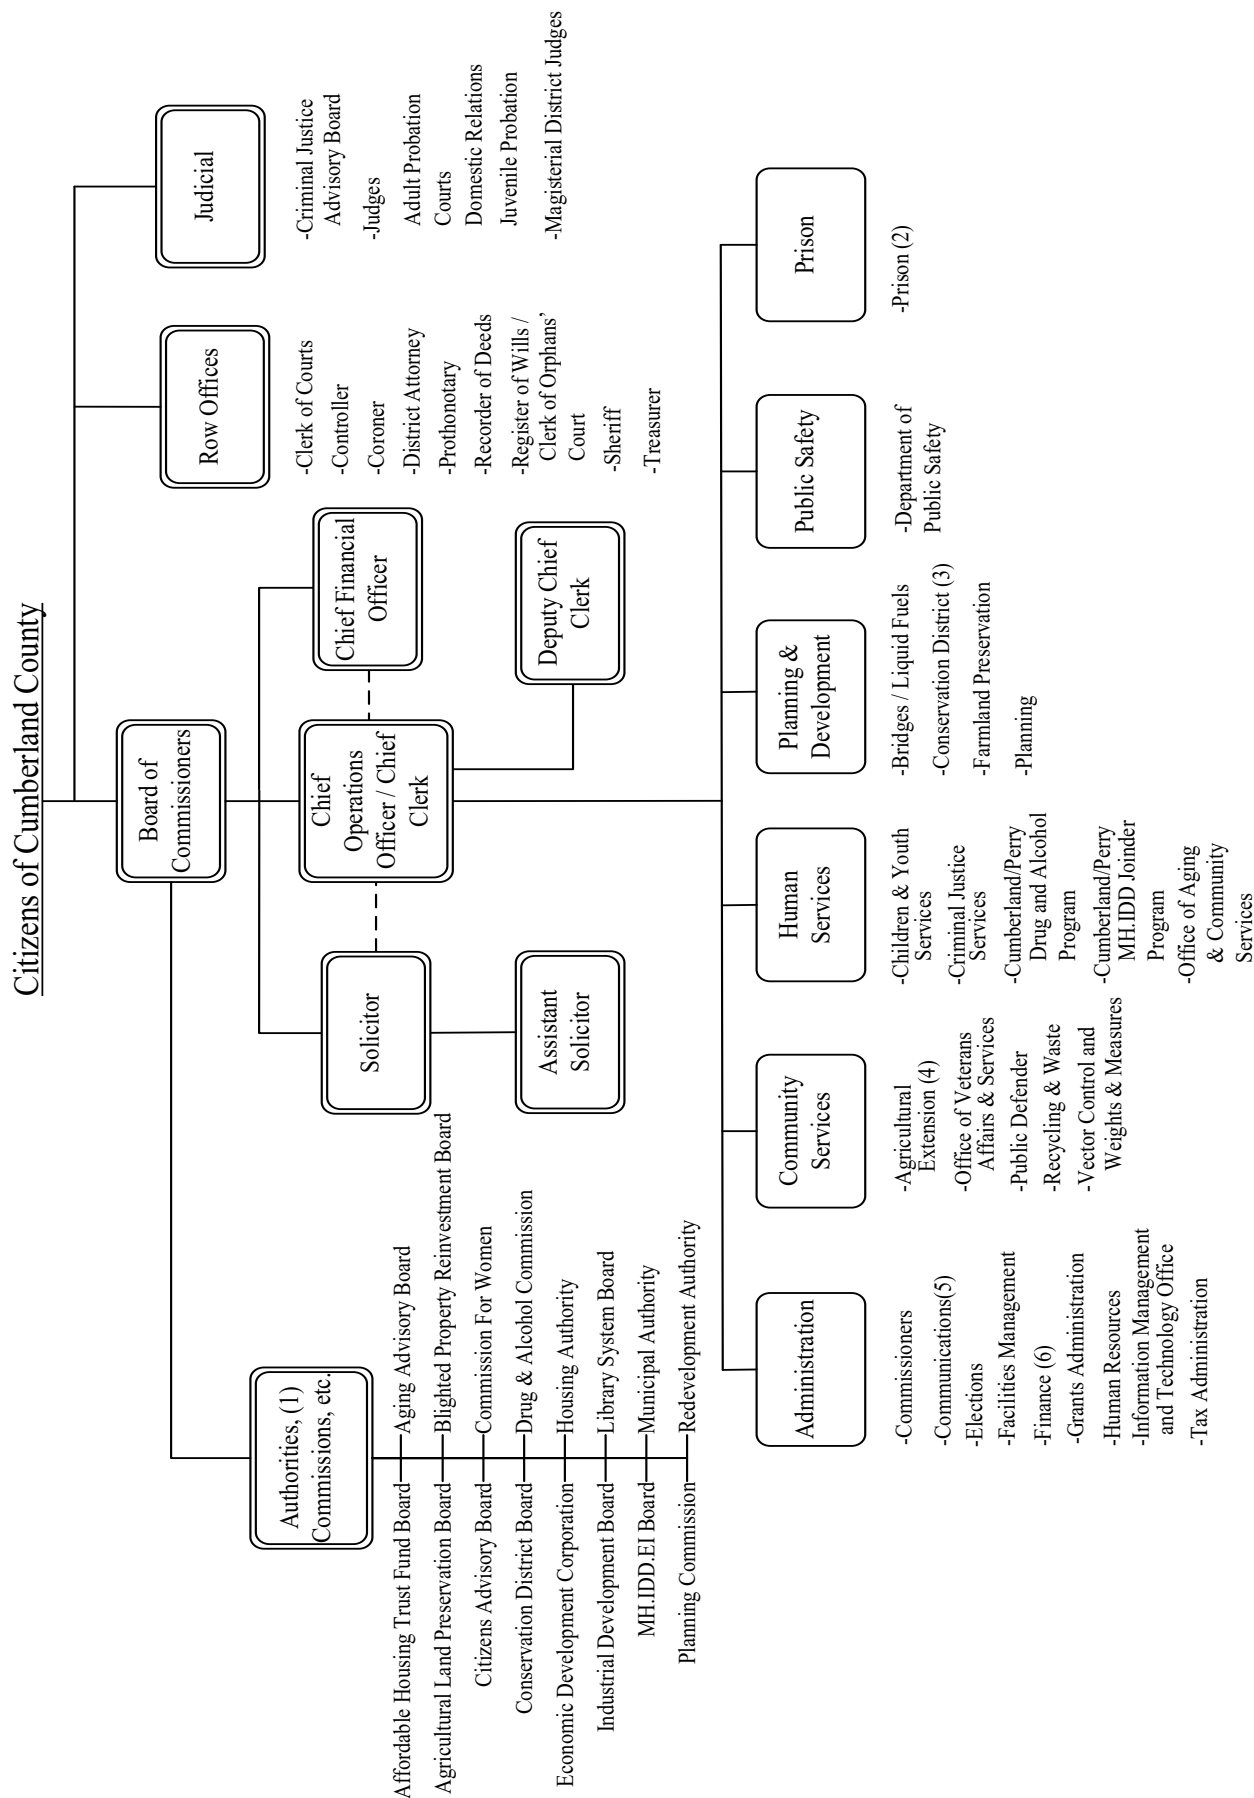 Citizens of Cumberland County
Board of
Commissioners
Row Offices
-Clerk of Courts
-Controller
-Coroner
-District Attorney
-Prothonotary
-Recorder of Deeds
-Register of Wills /
Clerk of Orphans’
Court
-Sheriff
-Treasurer
Judicial
-Criminal Justice
Advisory Board
-Judges
Adult Probation
Courts
Domestic Relations
Juvenile Probation
-Magisterial District Judges
Authorities, (1)
Commissions, etc.
Affordable Housing Trust Fund Board
Aging Advisory Board
Agricultural Land Preservation Board
Blighted Property Reinvestment Board
Citizens Advisory Board
Commission For Women
Conservation District Board
Drug & Alcohol Commission
Economic Development Corporation
Housing Authority
Industrial Development Board
Library System Board
MH.IDD.EI Board
Municipal Authority
Planning Commission
Redevelopment Authority
Solicitor
Chief
Operations
Officer / Chief
Clerk
Chief Financial
Officer
Assistant
Solicitor
Deputy Chief
Clerk
Administration
-Commissioners
-Communications(5)
-Elections
-Facilities Management
-Finance (6)
-Grants Administration
-Human Resources
-Information Management
and Technology Office
-Tax Administration
Community
Services
-Agricultural
Extension (4)
-Office of Veterans
Affairs & Services
-Public Defender
-Recycling & Waste
-Vector Control and
Weights & Measures
Human
Services
-Children & Youth
Services
-Criminal Justice
Services
-Cumberland/Perry
Drug and Alcohol
Program
-Cumberland/Perry
MH.IDD Joinder
Program
-Office of Aging
& Community
Services
Planning &
Development
-Bridges / Liquid Fuels
-Conservation District (3)
-Farmland Preservation
-Planning
Public Safety
-Department of
Public Safety
Prison
-Prison (2)